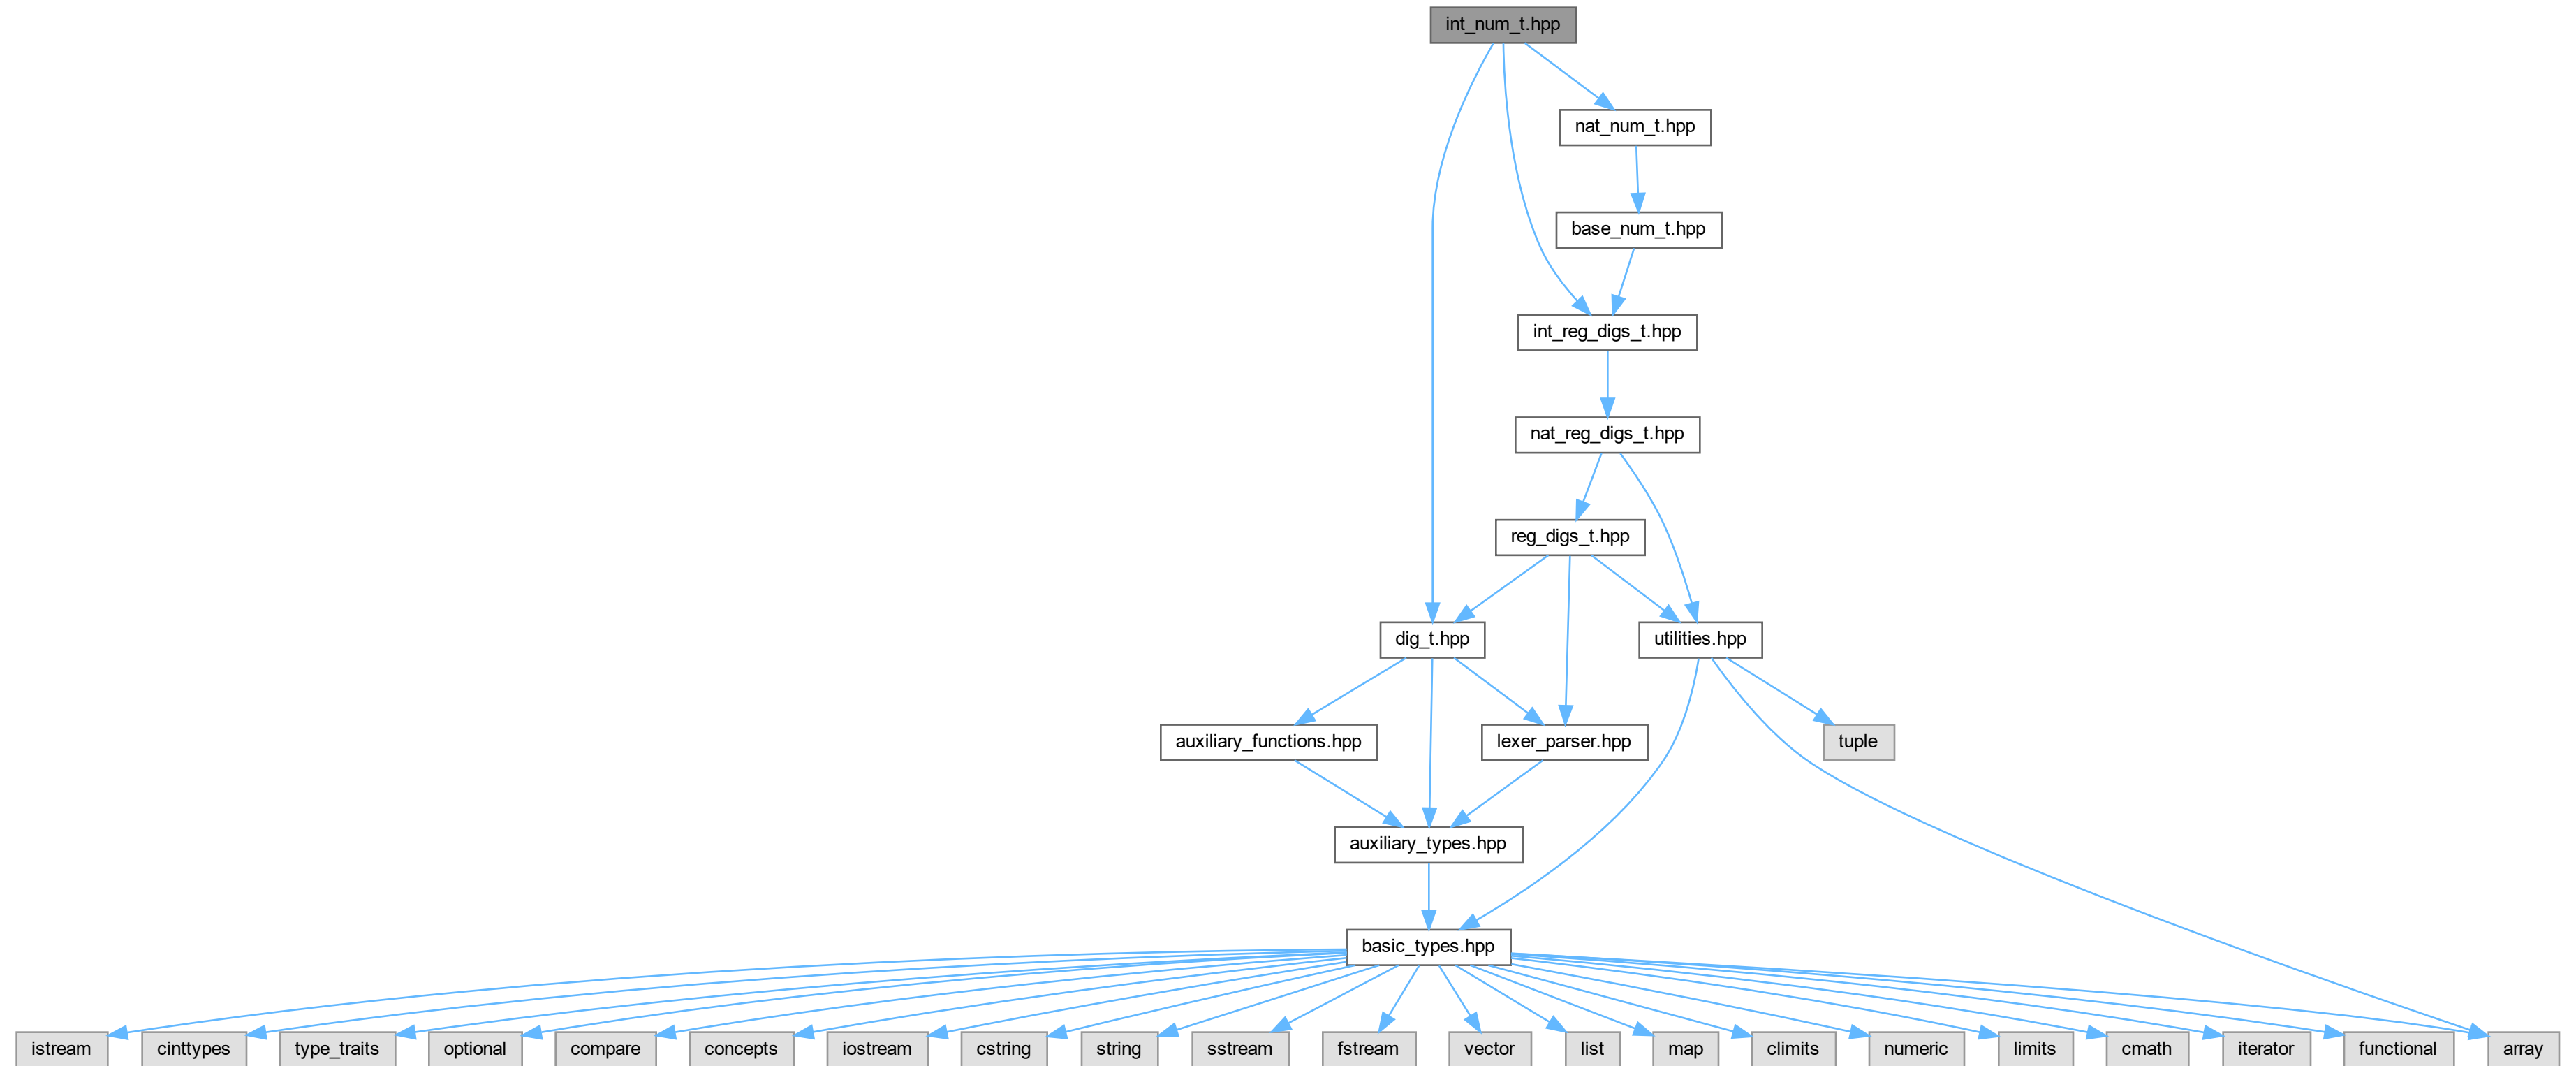 int_num_t.hpp
nat_num_t.hpp
base_num_t.hpp
int_reg_digs_t.hpp
nat_reg_digs_t.hpp
reg_digs_t.hpp
dig_t.hpp
utilities.hpp
auxiliary_functions.hpp
lexer_parser.hpp
tuple
auxiliary_types.hpp
basic_types.hpp
istream
cinttypes
type_traits
optional
compare
concepts
iostream
cstring
string
sstream
fstream
vector
list
map
climits
numeric
limits
cmath
iterator
functional
array